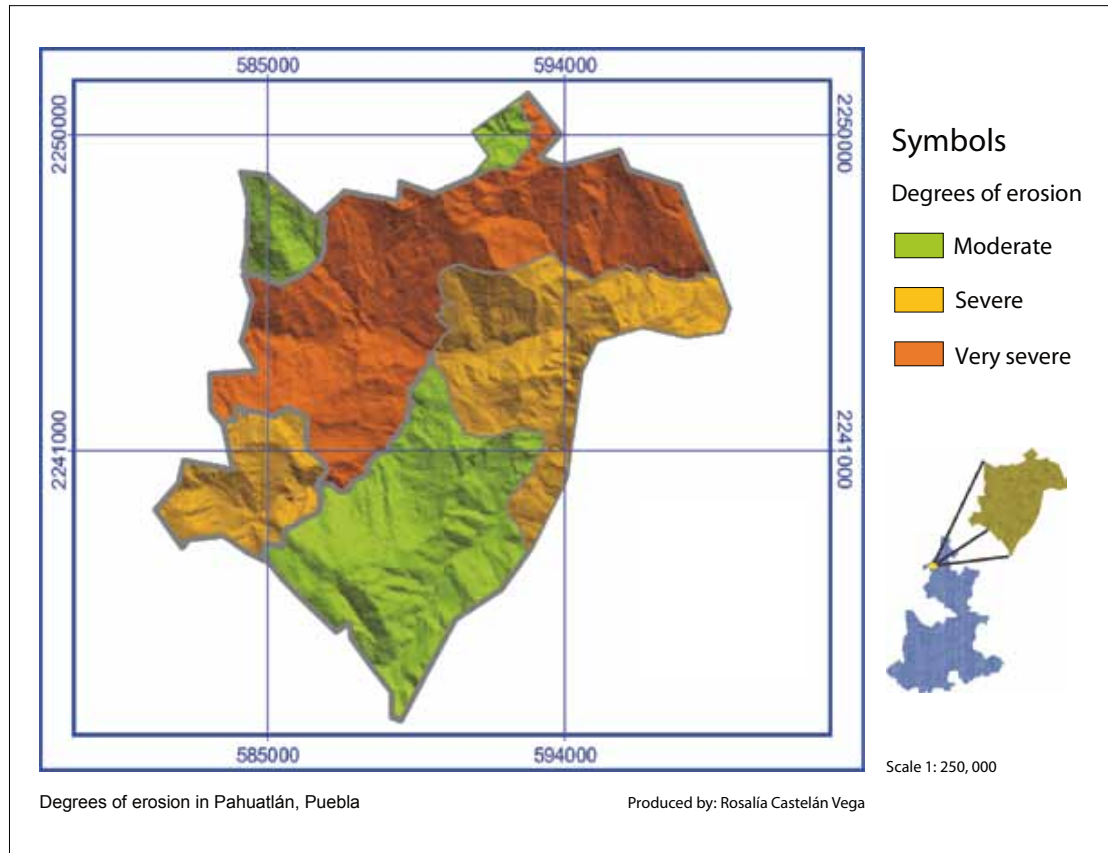 585000
594000
2250000
2250000
2241000
2241000
585000
594000
Symbols
Degrees of erosion
Moderate
Severe
Very severe
Scale 1: 250, 000
Degrees of erosion in Pahuatlán, Puebla
Produced by: Rosalía Castelán Vega